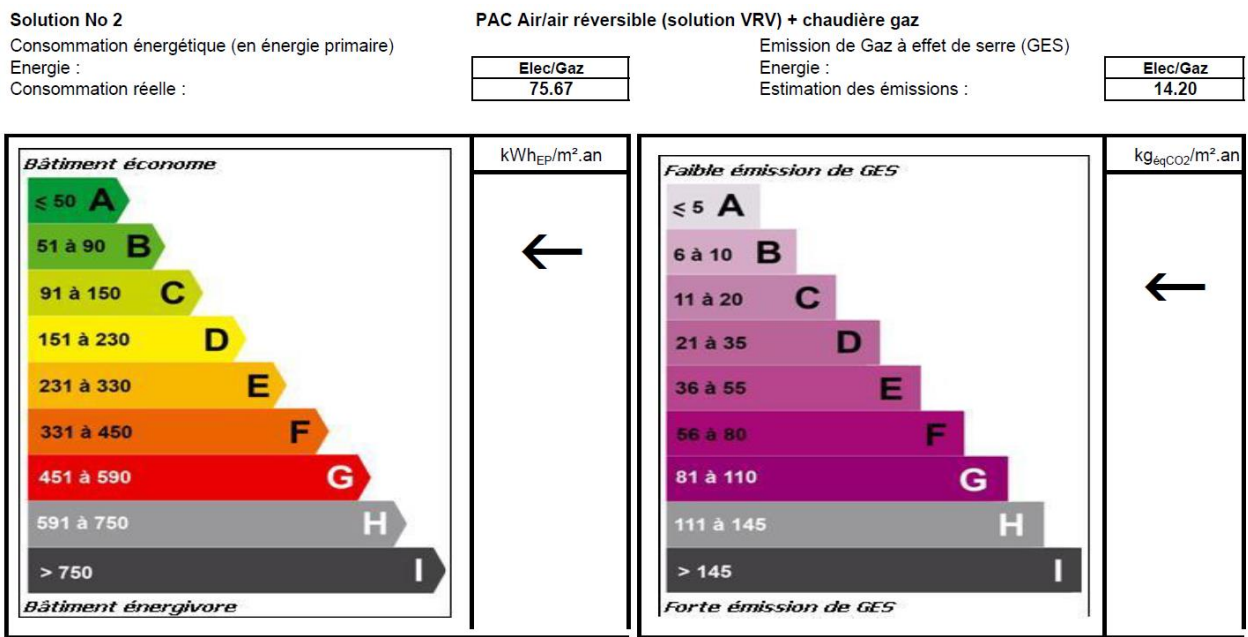 Solution No 2
PAC Air/air réversible (solution VRV) + chaudière gaz
Consommation énergétique (en énergie primaire)
Energie :
Elec/Gaz
Consommation réelle :
75.67
Emission de Gaz à effet de serre (GES)
Energie :
Elec/Gaz
Estimation des émissions :
14.20
Bâtiment économe
kWhEP/m².an
≤ 50 A
51 à 90 B
91 à 150 C
151 à 230 D
231 à 330 E
331 à 450 F
451 à 590 G
591 à 750 H
> 750 I
Bâtiment énergivore
Faible émission de GES
kgéqCO2/m².an
≤ 5 A
6 à 10 B
11 à 20 C
21 à 35 D
36 à 55 E
56 à 80 F
81 à 110 G
111 à 145 H
> 145 I
Forte émission de GES